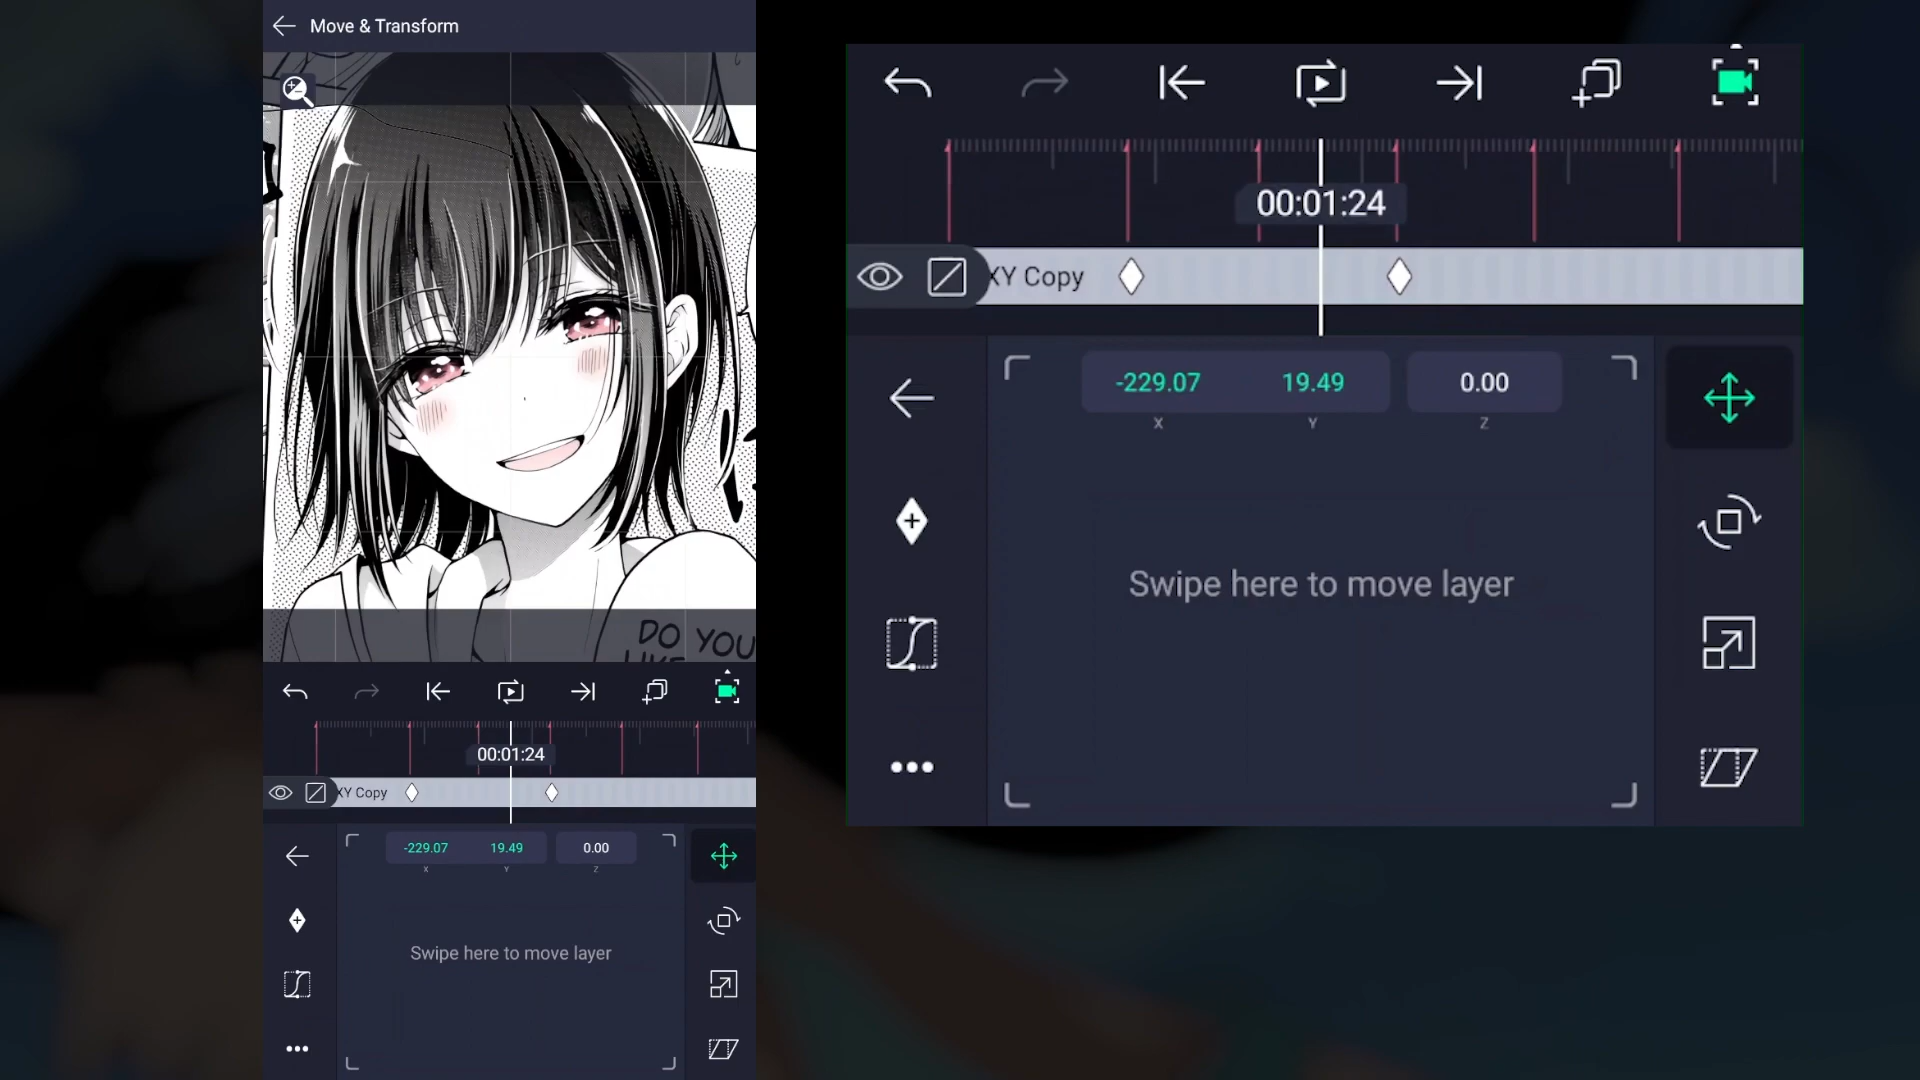 Move & Transform
DO YOU
00:01:24
XY Copy
-229.07 19.49 0.00
X Y Z
Swipe here to move layer
00:01:24
XY Copy
-229.07 19.49 0.00
X Y Z
Swipe here to move layer